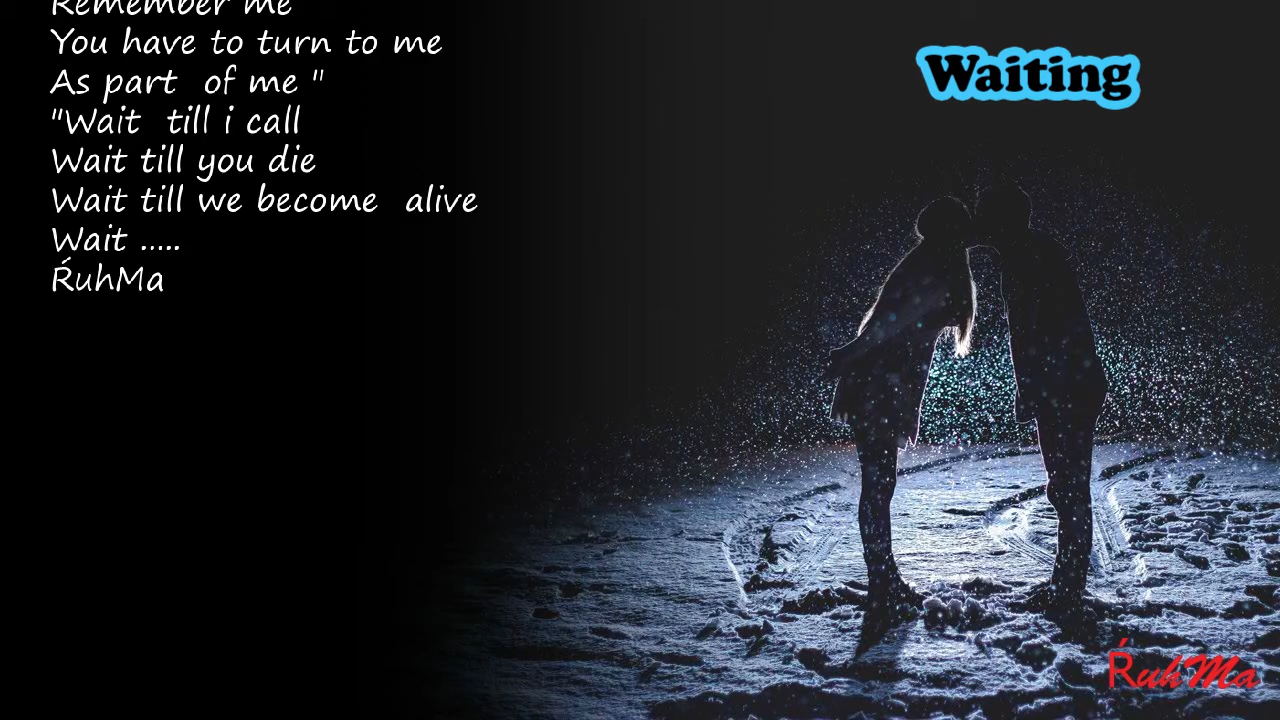 Remember me
You have to turn to me
As part of me "
"Wait till i call
Wait till you die
Wait till we become alive
Wait .....
ŔuhMa
Waiting
ŔuhMa